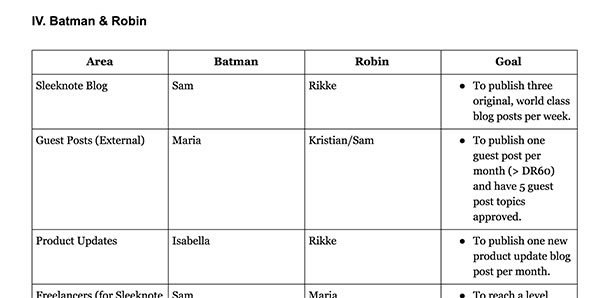 IV. Batman & Robin
Area Batman Robin Goal
Sleeknote Blog Sam Rikke ● To publish three
original, world class
blog posts per week.
Guest Posts (External) Maria Kristian/Sam ● To publish one
guest post per
month (> DR60)
and have 5 guest
post topics
approved.
Product Updates Isabella Rikke ● To publish one new
product update blog
post per month.
Freelancers (for Sleeknote Sam Maria ● To reach a level